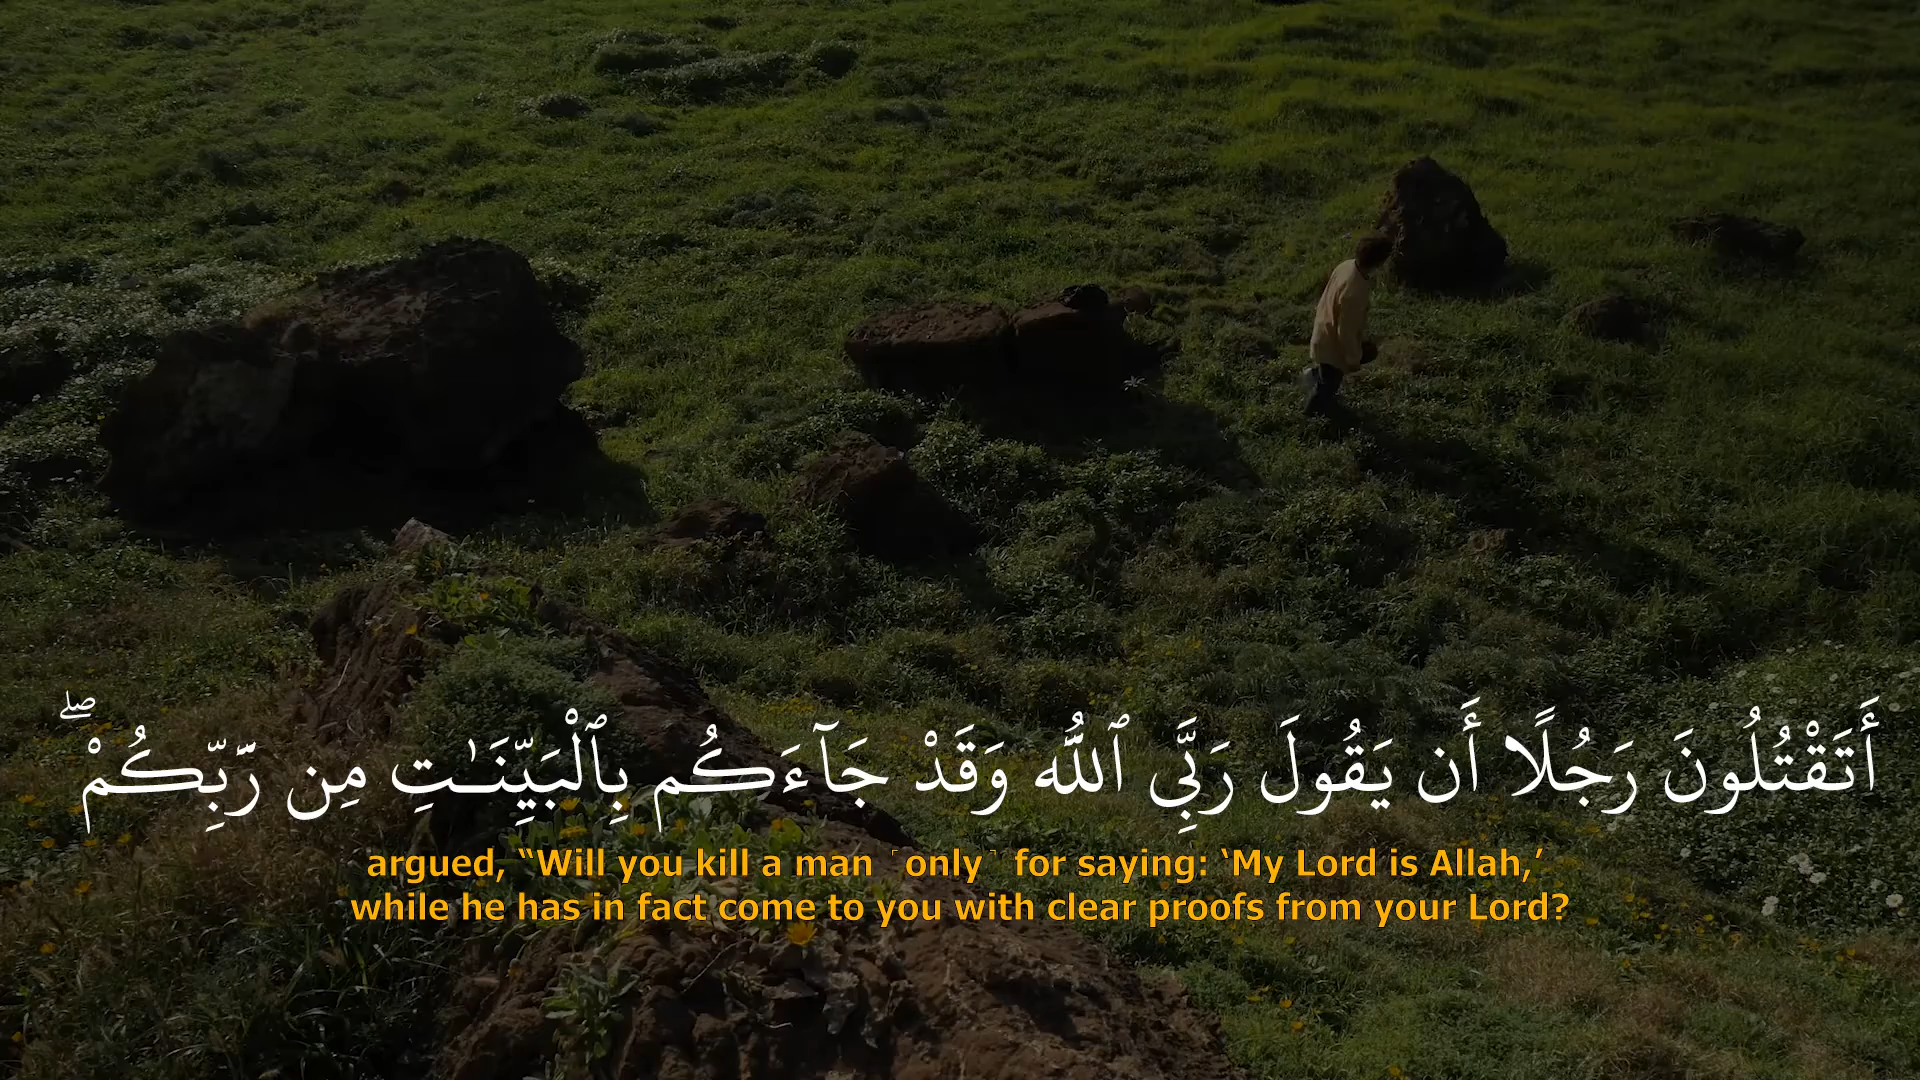 أَتَقْتُلُونَ رَجُلًا أَن يَقُولَ رَبِّيَ ٱللَّهُ وَقَدْ جَآءَكُم بِٱلْبَيِّنَـٰتِ مِن رَّبِّكُمْ ۖ
argued, “Will you kill a man ˹only˺ for saying: ‘My Lord is Allah,’
while he has in fact come to you with clear proofs from your Lord?